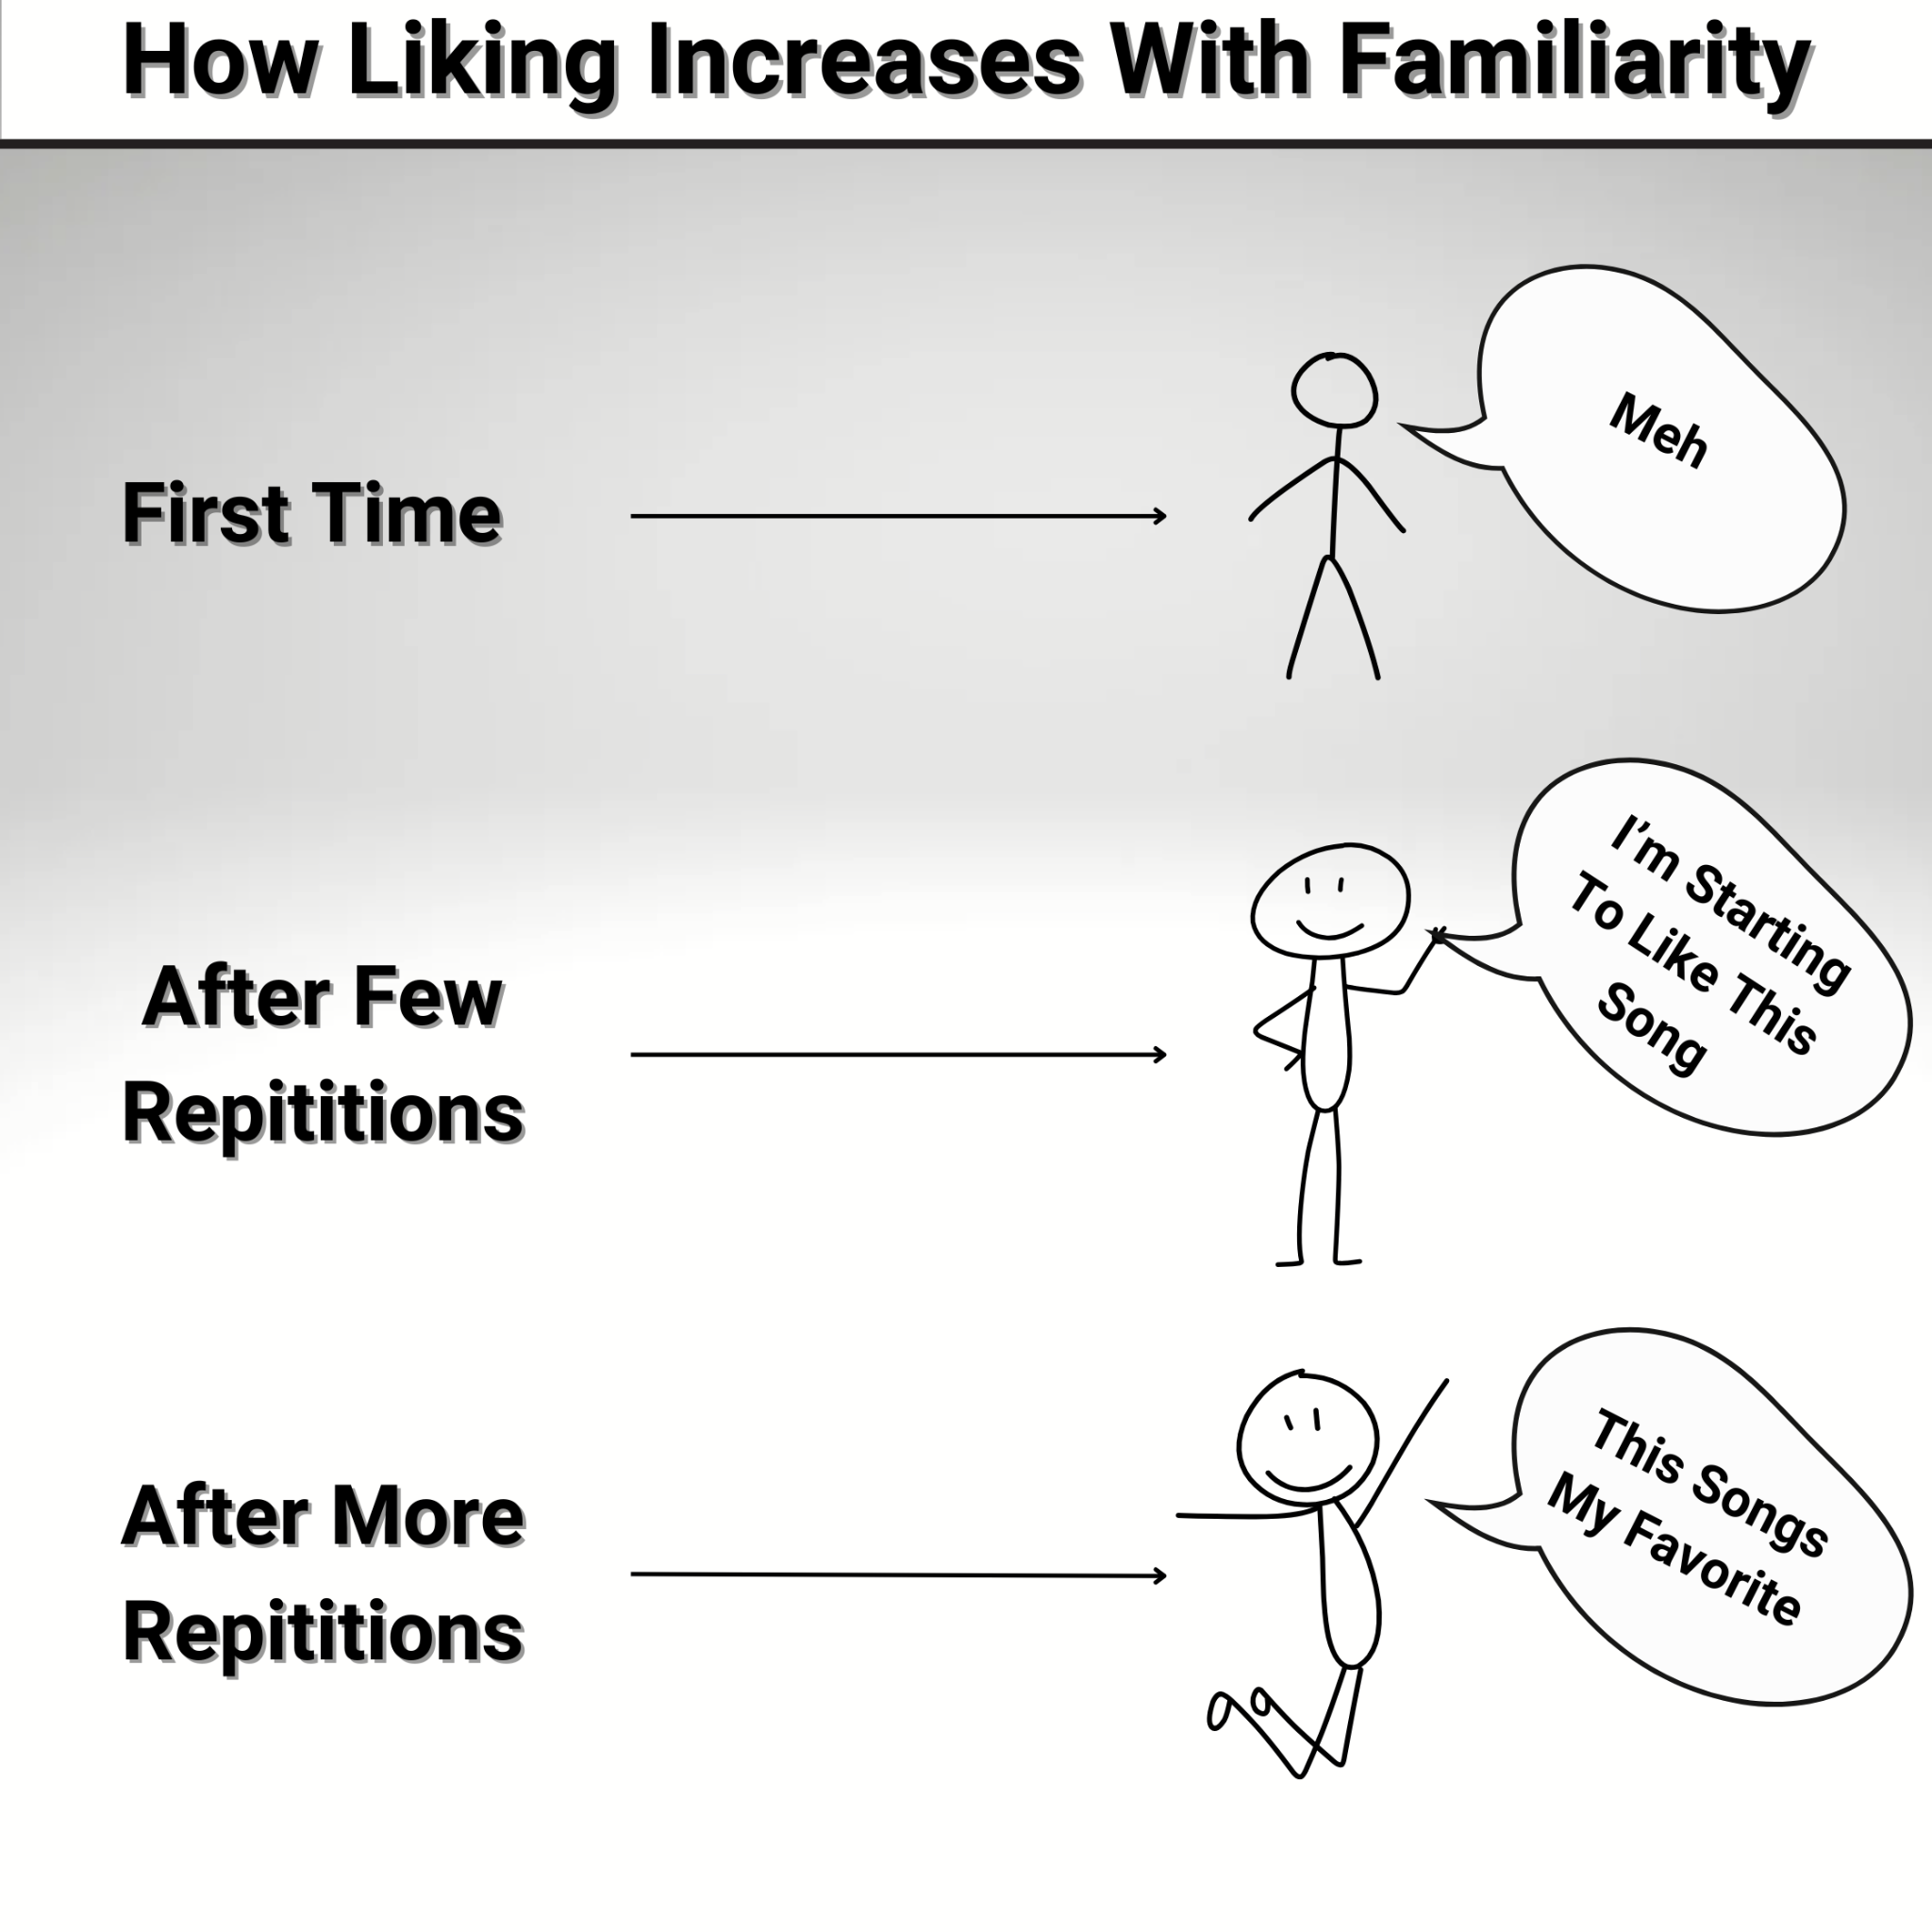 How Liking Increases With Familiarity
First Time
Meh
After Few
Repititions
I’m Starting
To Like This
Song
After More
Repititions
This Songs
My Favorite